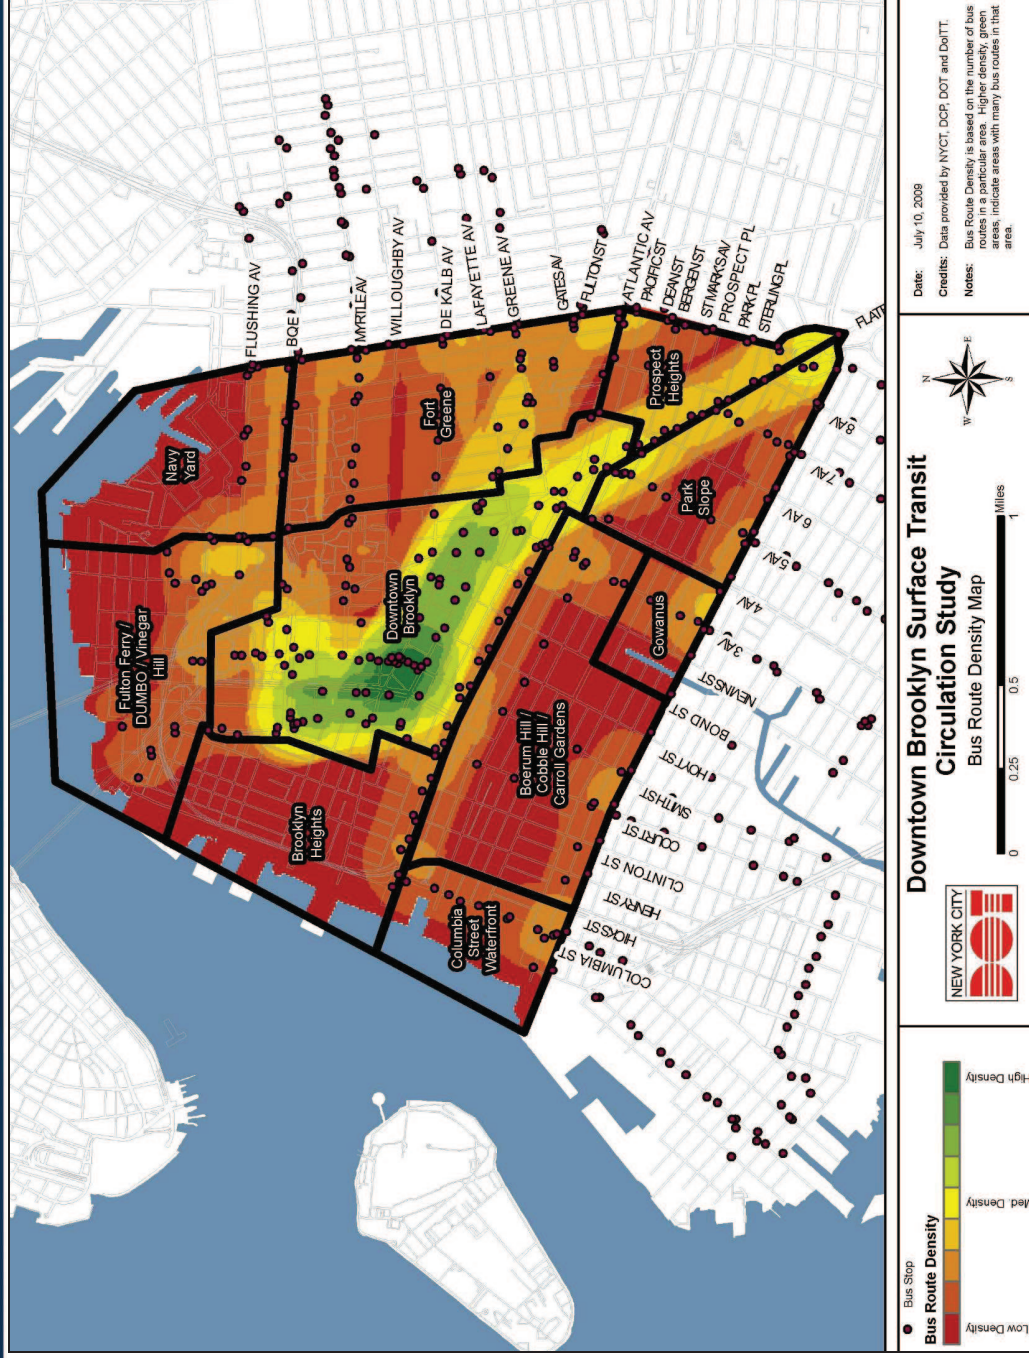 FLUSHING AV
BQE
MYRTLE AV
WILLOUGHBY AV
DE KALB AV
LAFAYETTE AV
GREENE AV
GATES AV
FULTON ST
ATLANTIC AV
PACIFIC ST
DEAN ST
BERGEN ST
ST MARKS AV
PROSPECT PL
PARK PL
STERLING PL
FLATB
8 AV
7 AV
6 AV
5 AV
4 AV
3 AV
NEVINS ST
BOND ST
HOYT ST
SMITH ST
COURT ST
CLINTON ST
HENRY ST
HICKS ST
COLUMBIA ST
Navy
Yard
Fort
Greene
Prospect
Heights
Park
Slope
Fulton Ferry /
DUMBO / Vinegar
Hill
Downtown
Brooklyn
Gowanus
Brooklyn
Heights
Boerum Hill /
Cobble Hill /
Carroll Gardens
Columbia
Street
Waterfront
Bus Stop
Bus Route Density
Low Density
Med. Density
High Density
NEW YORK CITY
DOT
Downtown Brooklyn Surface Transit
Circulation Study
Bus Route Density Map
0
0.25
0.5
1
Miles
N
E
S
W
Date: July 10, 2009
Credits: Data provided by NYCT, DCP, DOT and DoITT.
Notes: Bus Route Density is based on the number of bus
routes in a particular area. Higher density, green
areas, indicate areas with many bus routes in that
area.